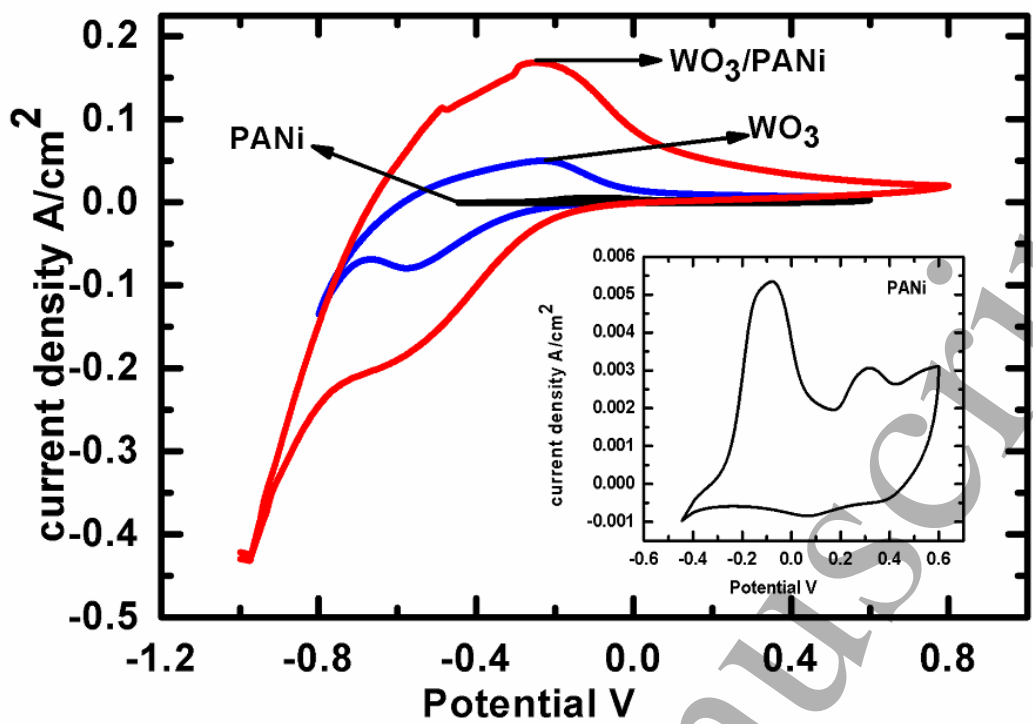 0.2
0.1
0.0
-0.1
-0.2
-0.3
-0.4
-0.5
current density A/cm²
WO₃/PANi
PANi
WO₃
-1.2 -0.8 -0.4 0.0 0.4 0.8
Potential V
0.006
0.005
0.004
0.003
0.002
0.001
0.000
-0.001
current density A/cm²
PANi
-0.6 -0.4 -0.2 0.0 0.2 0.4 0.6
Potential V
uscri